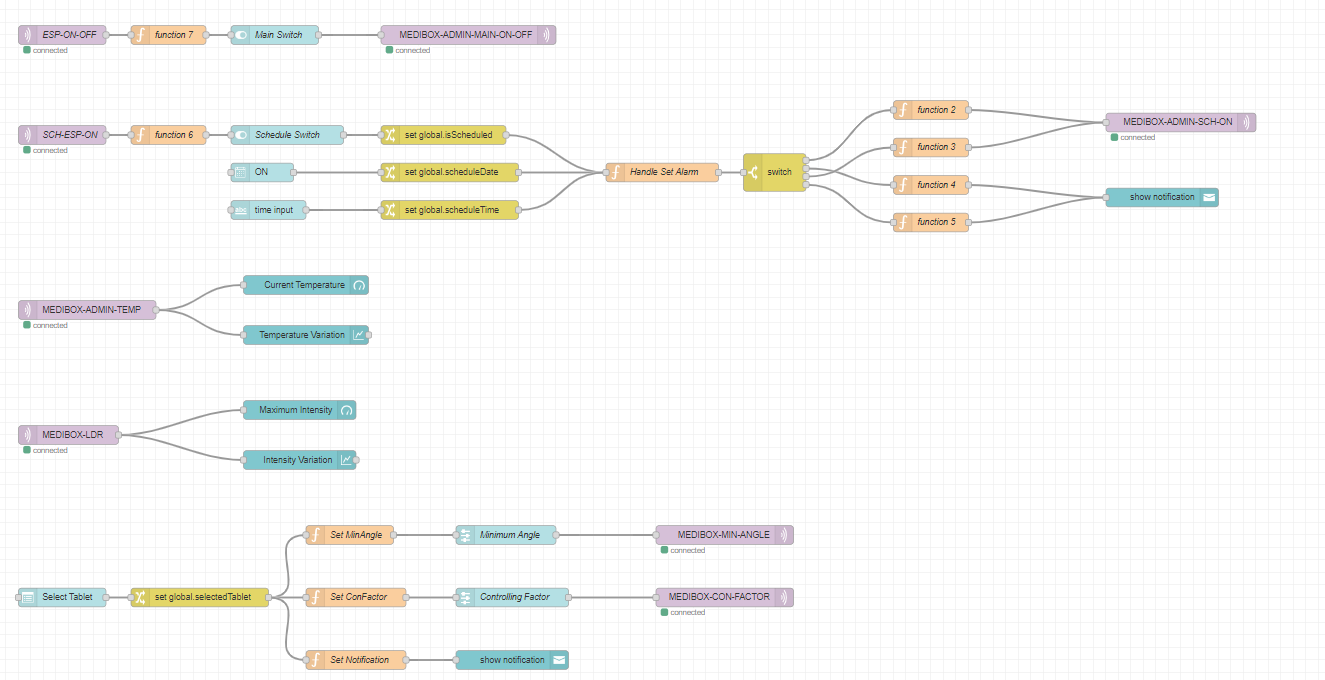 ESP-ON-OFF
function 7
Main Switch
MEDIBOX-ADMIN-MAIN-ON-OFF
connected
connected
function 2
SCH-ESP-ON
function 6
Schedule Switch
set global.isScheduled
MEDIBOX-ADMIN-SCH-ON
connected
connected
function 3
ON
set global.scheduleDate
Handle Set Alarm
switch
function 4
show notification
time input
set global.scheduleTime
function 5
Current Temperature
MEDIBOX-ADMIN-TEMP
connected
Temperature Variation
Maximum Intensity
MEDIBOX-LDR
connected
Intensity Variation
Set MinAngle
Minimum Angle
MEDIBOX-MIN-ANGLE
connected
Select Tablet
set global.selectedTablet
Set ConFactor
Controlling Factor
MEDIBOX-CON-FACTOR
connected
Set Notification
show notification